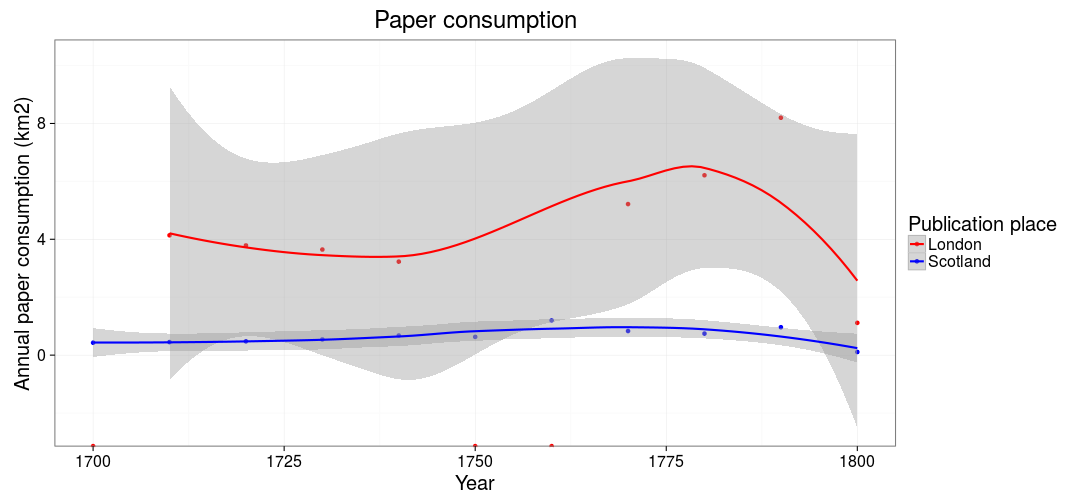 Paper consumption
Annual paper consumption (km2)
8
4
0
1700
1725
1750
1775
1800
Year
Publication place
London
Scotland